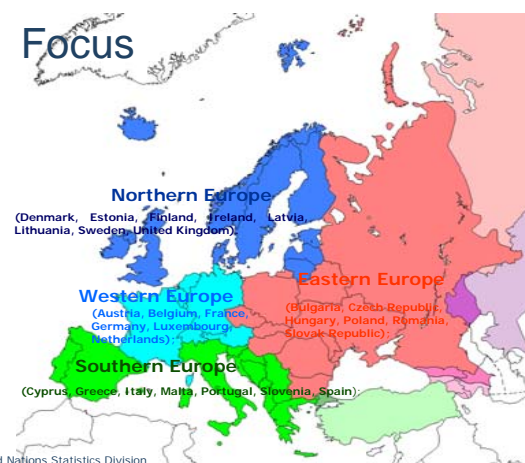 Focus
Northern Europe
(Denmark, Estonia, Finland, Ireland, Latvia,
Lithuania, Sweden, United Kingdom);
Western Europe
(Austria, Belgium, France,
Germany, Luxembourg,
Netherlands);
Eastern Europe
(Bulgaria, Czech Republic,
Hungary, Poland, Romania,
Slovak Republic);
Southern Europe
(Cyprus, Greece, Italy, Malta, Portugal, Slovenia, Spain);
d Nations Statistics Division